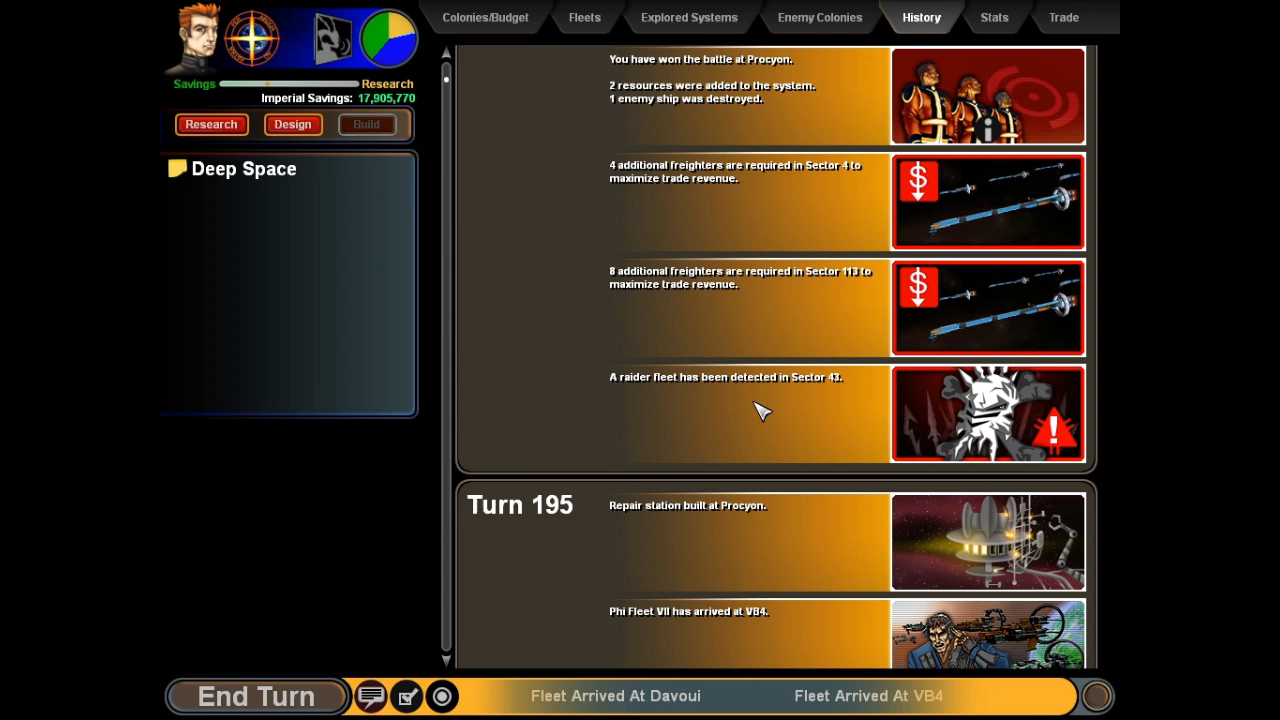 Colonies/Budget
Fleets
Explored Systems
Enemy Colonies
History
Stats
Trade
Savings
Research
Imperial Savings: 17,905,770
Research
Design
Build
Deep Space
You have won the battle at Procyon.
2 resources were added to the system.
1 enemy ship was destroyed.
4 additional freighters are required in Sector 4 to
maximize trade revenue.
$
8 additional freighters are required in Sector 113 to
maximize trade revenue.
$
A raider fleet has been detected in Sector 43.
!
Turn 195
Repair station built at Procyon.
Phi Fleet VII has arrived at VB4.
End Turn
Fleet Arrived At Davoui
Fleet Arrived At VB4